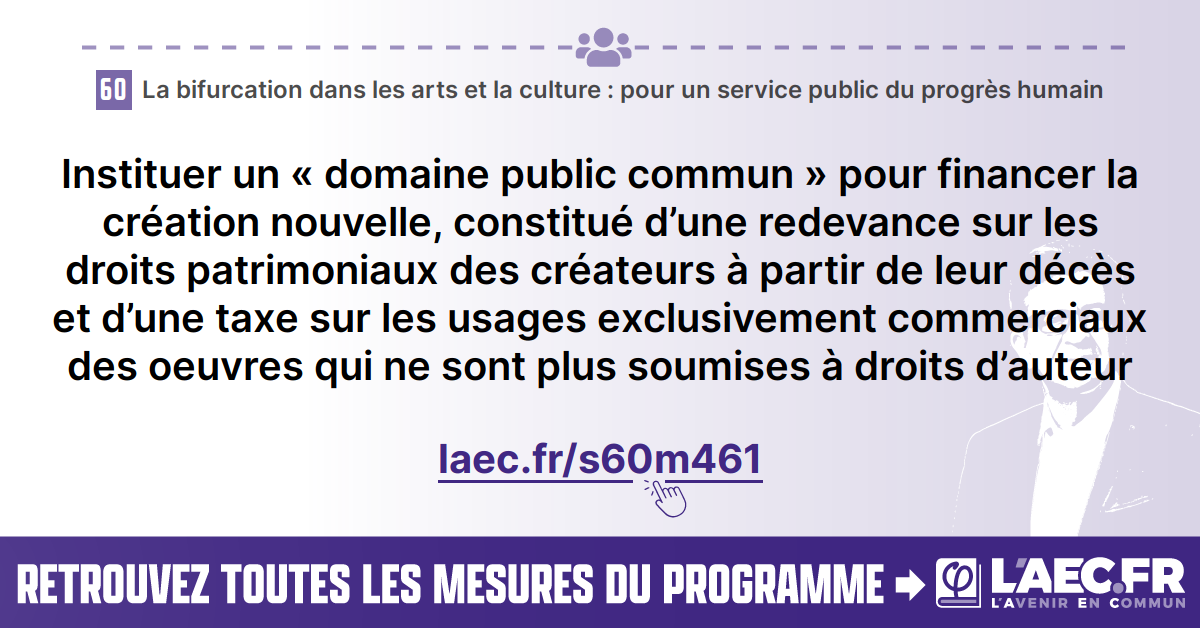 60 La bifurcation dans les arts et la culture : pour un service public du progrès humain
Instituer un « domaine public commun » pour financer la
création nouvelle, constitué d’une redevance sur les
droits patrimoniaux des créateurs à partir de leur décès
et d’une taxe sur les usages exclusivement commerciaux
des oeuvres qui ne sont plus soumises à droits d’auteur
laec.fr/s60m461
RETROUVEZ TOUTES LES MESURES DU PROGRAMME
L'AEC.FR
L'AVENIR EN COMMUN